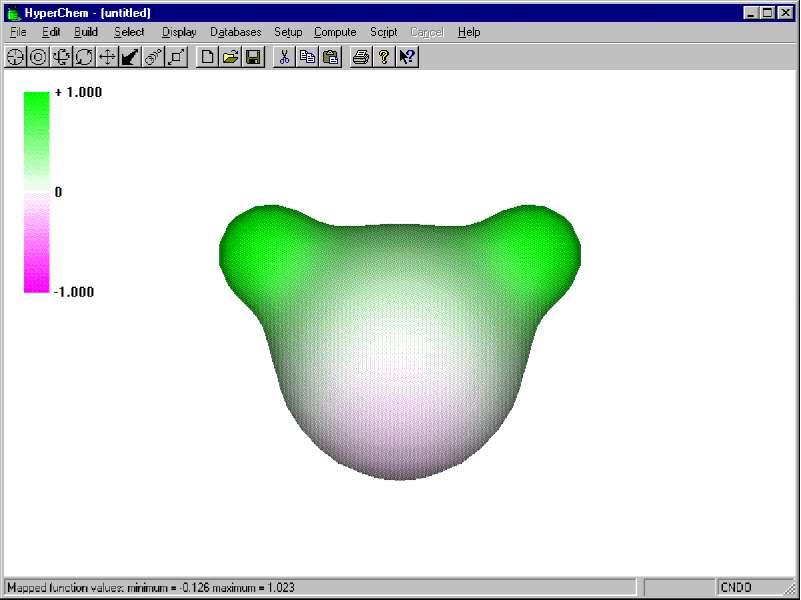 HyperChem - (untitled)
File Edit Build Select Display Databases Setup Compute Script Cancel Help
+ 1.000
0
-1.000
Mapped function values: minimum = -0.126 maximum = 1.023
CNDO